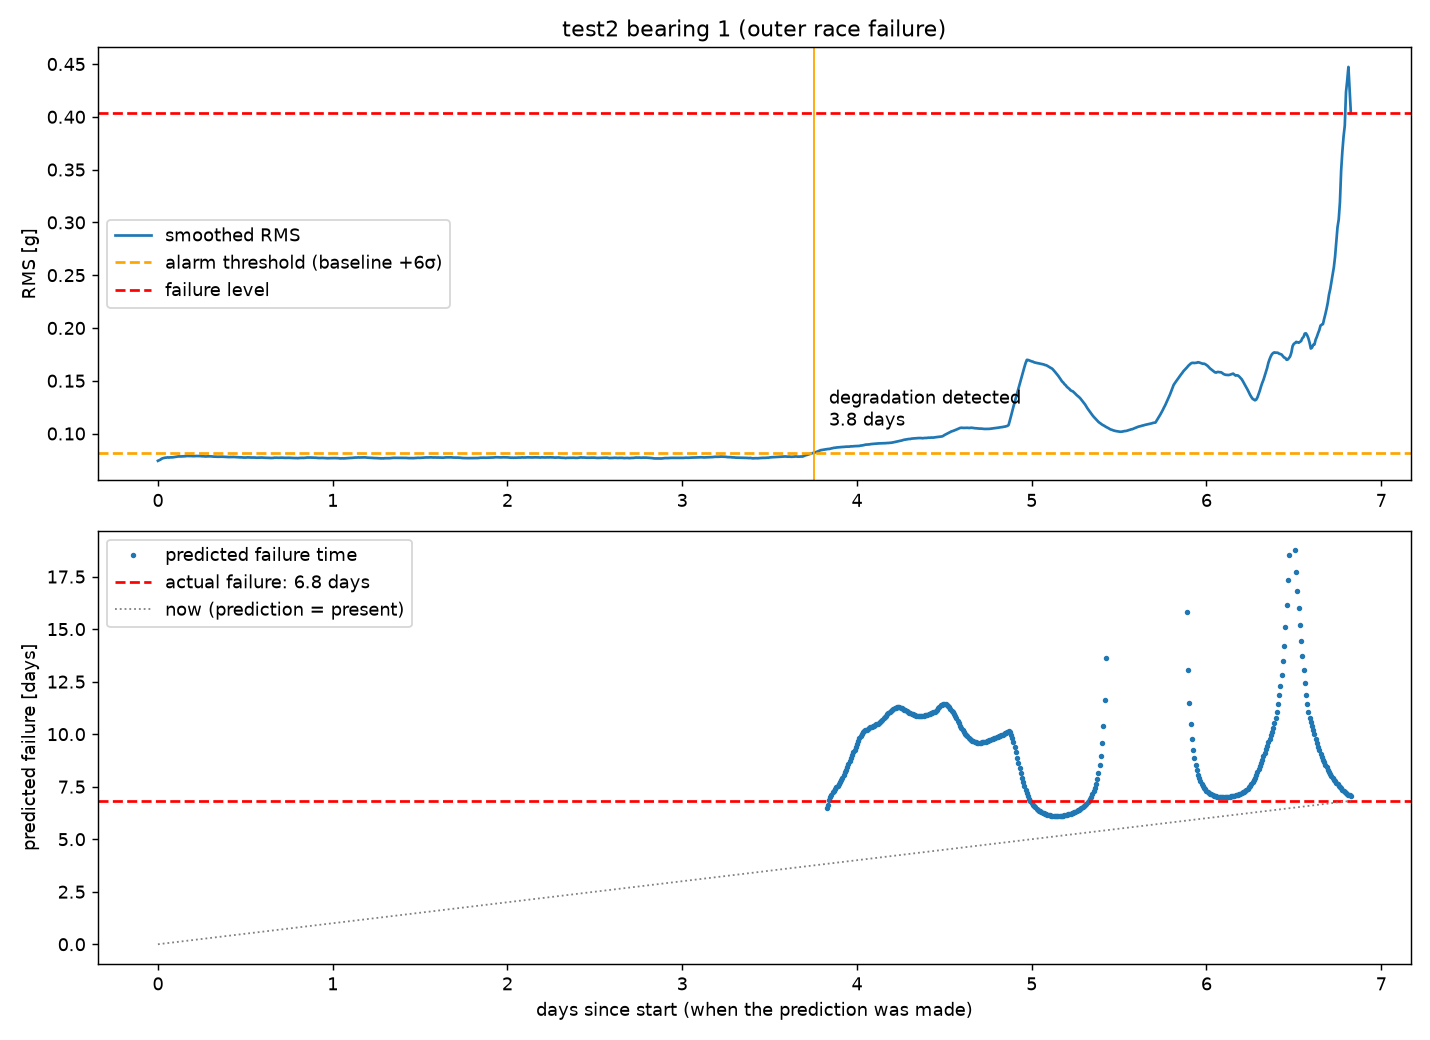 test2 bearing 1 (outer race failure)
RMS [g]
0.45
0.40
0.35
0.30
0.25
0.20
0.15
0.10
smoothed RMS
alarm threshold (baseline +6σ)
failure level
degradation detected
3.8 days
0 1 2 3 4 5 6 7
predicted failure [days]
17.5
15.0
12.5
10.0
7.5
5.0
2.5
0.0
predicted failure time
actual failure: 6.8 days
now (prediction = present)
0 1 2 3 4 5 6 7
days since start (when the prediction was made)